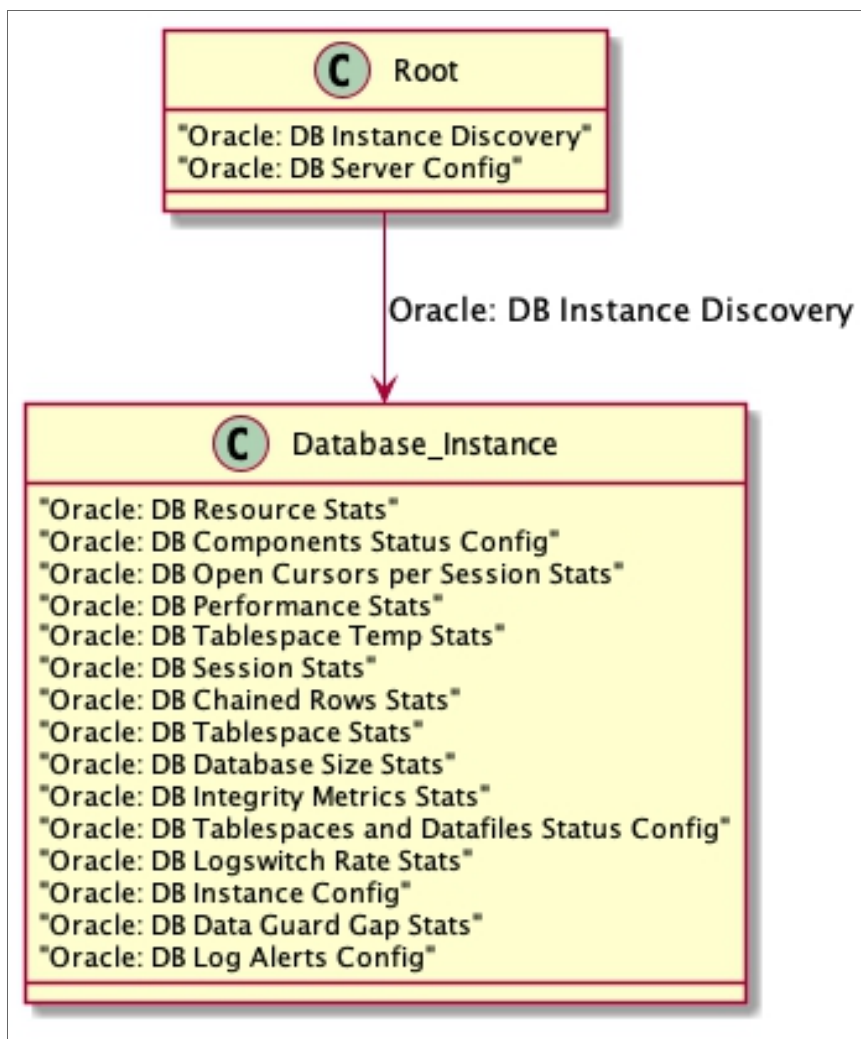 C Root
"Oracle: DB Instance Discovery"
"Oracle: DB Server Config"
Oracle: DB Instance Discovery
C Database_Instance
"Oracle: DB Resource Stats"
"Oracle: DB Components Status Config"
"Oracle: DB Open Cursors per Session Stats"
"Oracle: DB Performance Stats"
"Oracle: DB Tablespace Temp Stats"
"Oracle: DB Session Stats"
"Oracle: DB Chained Rows Stats"
"Oracle: DB Tablespace Stats"
"Oracle: DB Database Size Stats"
"Oracle: DB Integrity Metrics Stats"
"Oracle: DB Tablespaces and Datafiles Status Config"
"Oracle: DB Logswitch Rate Stats"
"Oracle: DB Instance Config"
"Oracle: DB Data Guard Gap Stats"
"Oracle: DB Log Alerts Config"